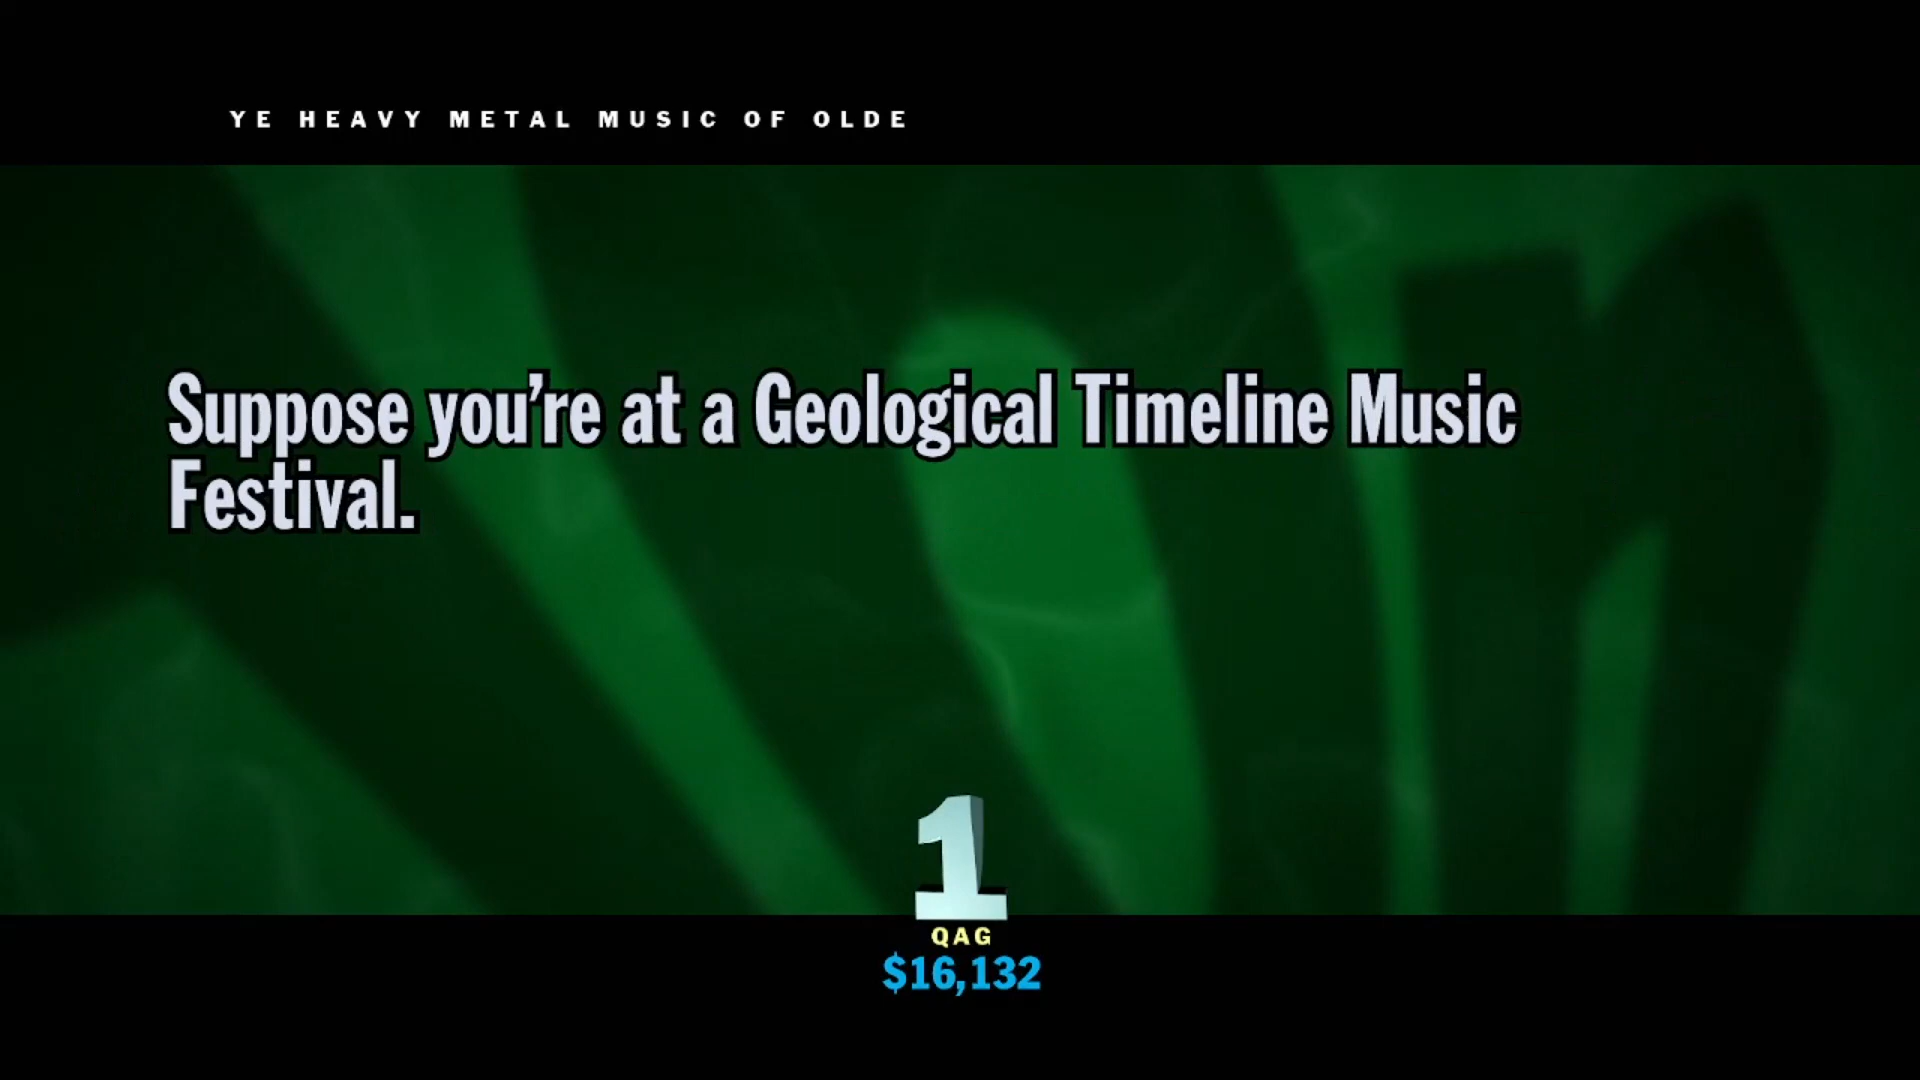 YE HEAVY METAL MUSIC OF OLDE
Suppose you're at a Geological Timeline Music
Festival.
1
QAG
$16,132